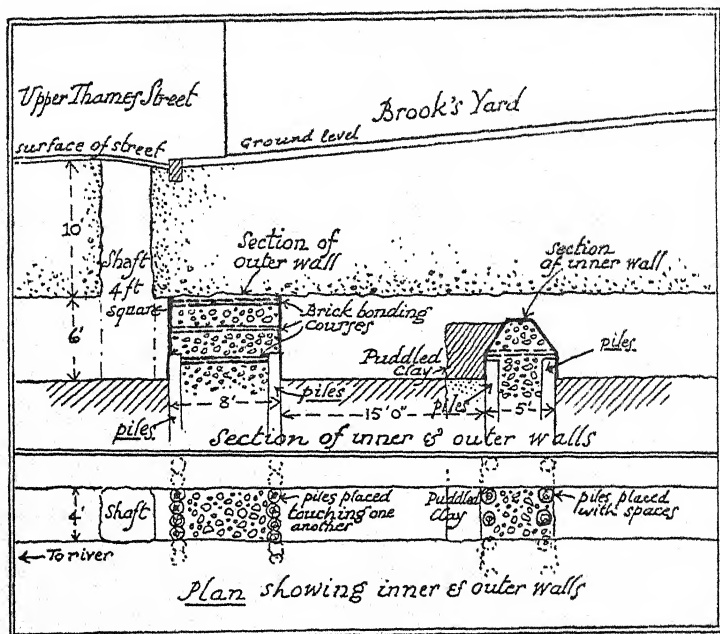 Upper Thames Street
Brook's Yard
surface of street
Ground level
10'
Shaft
4 ft
square
Section of
outer wall
section
of inner wall
Brick bonding
courses
6'
Puddled
clay
piles
piles
piles
piles
8'
15'0"
5'
Section of inner & outer walls
4'
Shaft
piles placed
touching one
another
Puddled
clay
piles placed
with spaces
← To river
Plan showing inner & outer walls